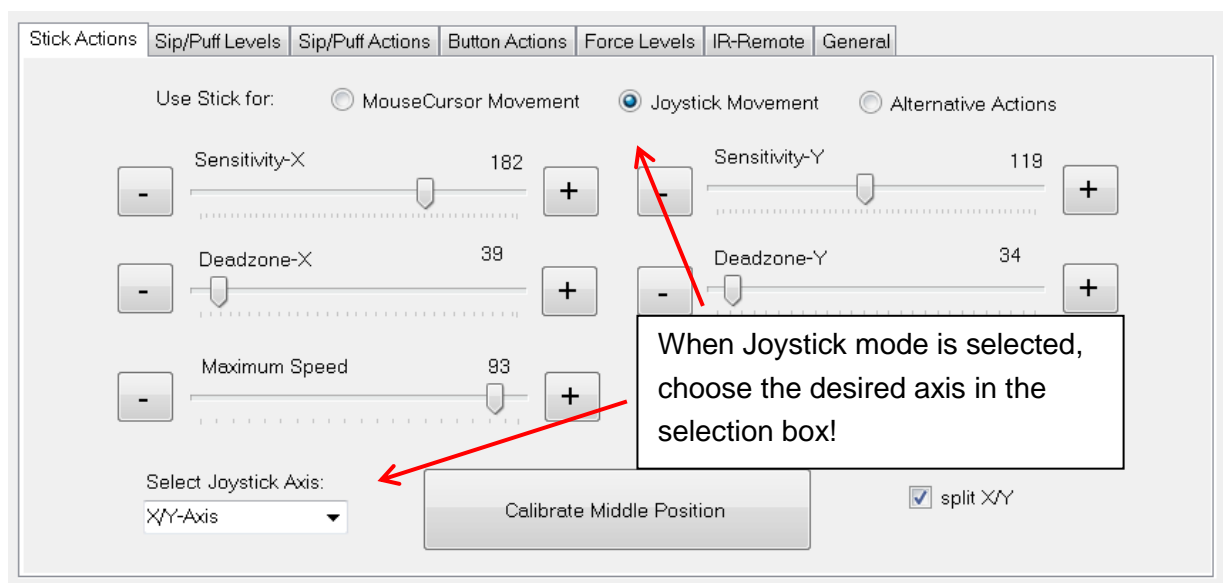 Stick Actions Sip/Puff Levels Sip/Puff Actions Button Actions Force Levels IR-Remote General
Use Stick for: MouseCursor Movement Joystick Movement Alternative Actions
Sensitivity-X 182 Sensitivity-Y 119
- + - +
Deadzone-X 39 Deadzone-Y 34
- + - +
Maximum Speed 93
- +
When Joystick mode is selected,
choose the desired axis in the
selection box!
Select Joystick Axis:
X/Y-Axis
Calibrate Middle Position
split X/Y